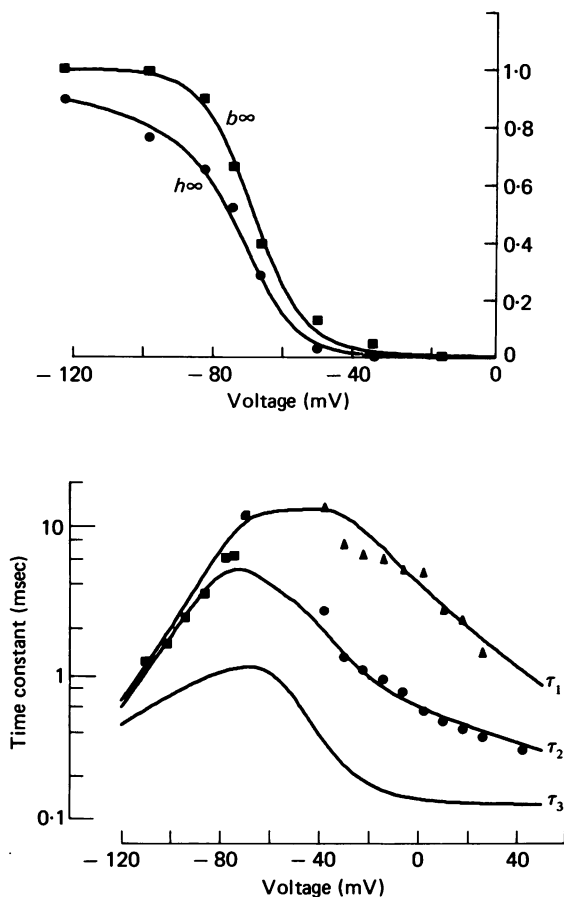 1·0
0·8
0·6
0·4
0·2
0
b∞
h∞
− 120
− 80
− 40
0
Voltage (mV)
10
1
0·1
Time constant (msec)
τ1
τ2
τ3
− 120
− 80
− 40
0
40
Voltage (mV)